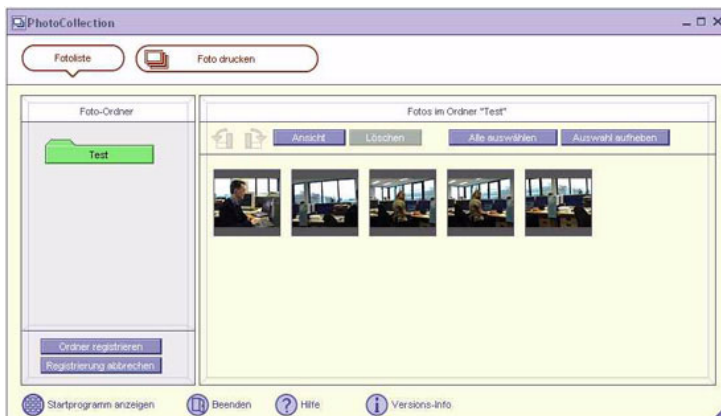 PhotoCollection
Fotoliste
Foto drucken
Foto-Ordner
Fotos im Ordner "Test"
Ansicht
Löschen
Alle auswählen
Auswahl aufheben
Test
Ordner registrieren
Registrierung abbrechen
Startprogramm anzeigen
Beenden
Hilfe
Versions-Info